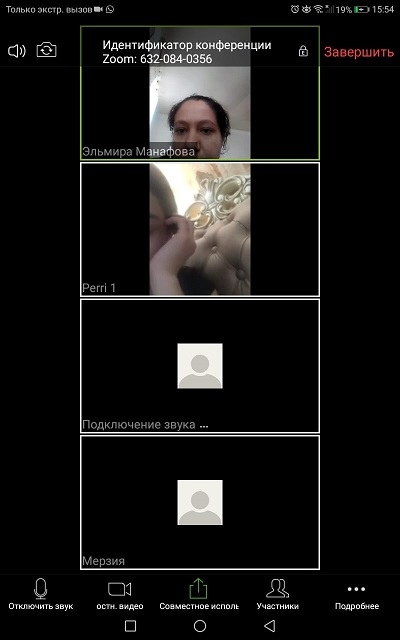 Только экстр. вызов
19% 15:54
Идентификатор конференции
Zoom: 632-084-0356
Завершить
Эльмира Манафова
Perri 1
Подключение звука ...
Мерзия
Отключить звук
остн. видео
Совместное исполь
Участники
Подробнее